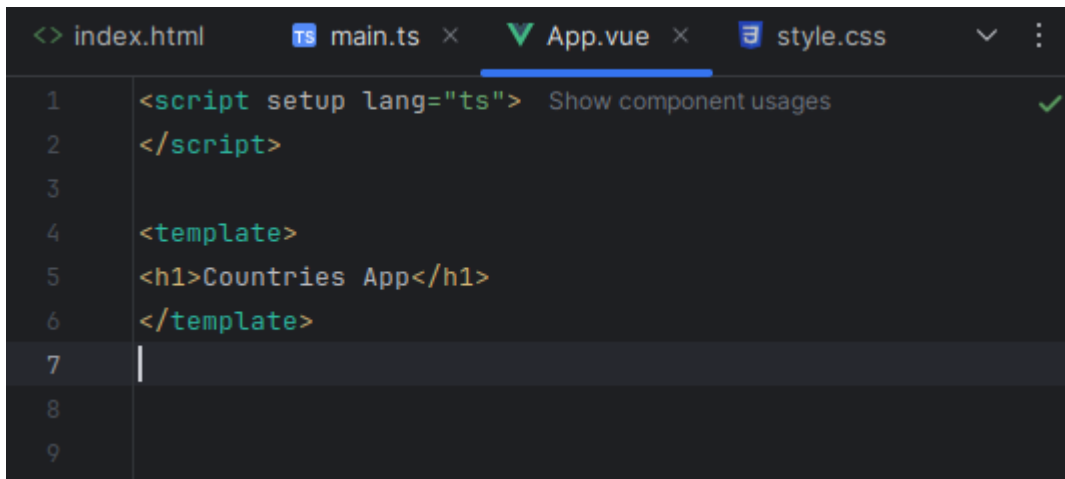 <> index.html TS main.ts × App.vue × style.css
1 <script setup lang="ts"> Show component usages
2 </script>
3
4 <template>
5 <h1>Countries App</h1>
6 </template>
7
8
9